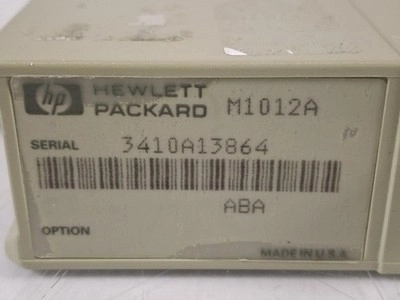 hp HEWLETT
PACKARD M1012A
SERIAL 3410A13864
ABA
OPTION
MADE IN U.S.A.